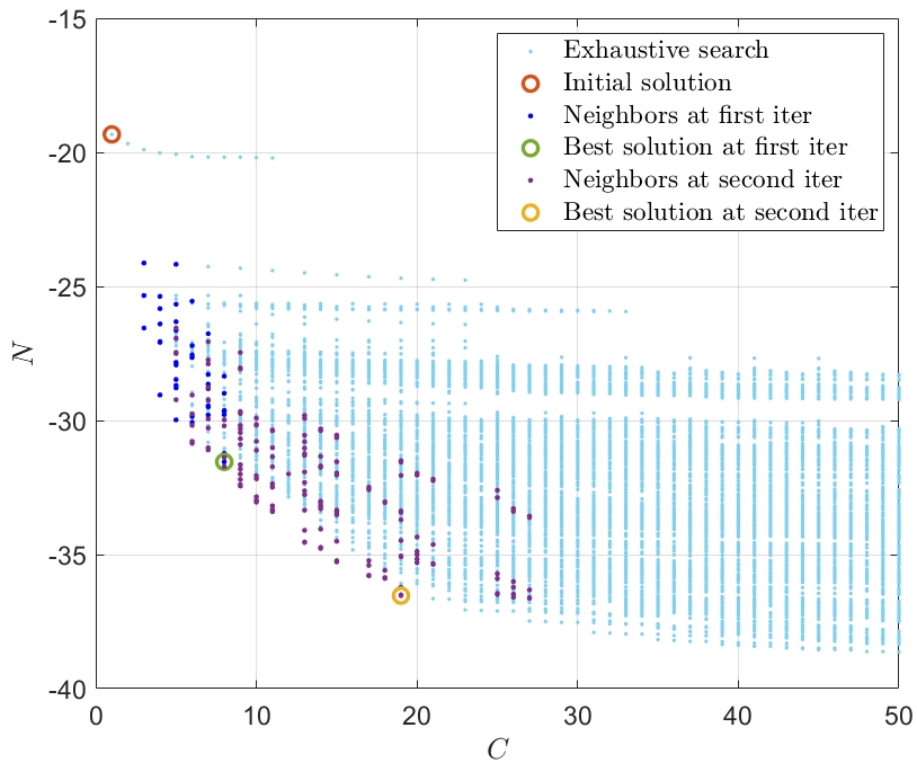 -15
-20
-25
-30
-35
-40
N
0
10
20
30
40
50
C
Exhaustive search
Initial solution
Neighbors at first iter
Best solution at first iter
Neighbors at second iter
Best solution at second iter